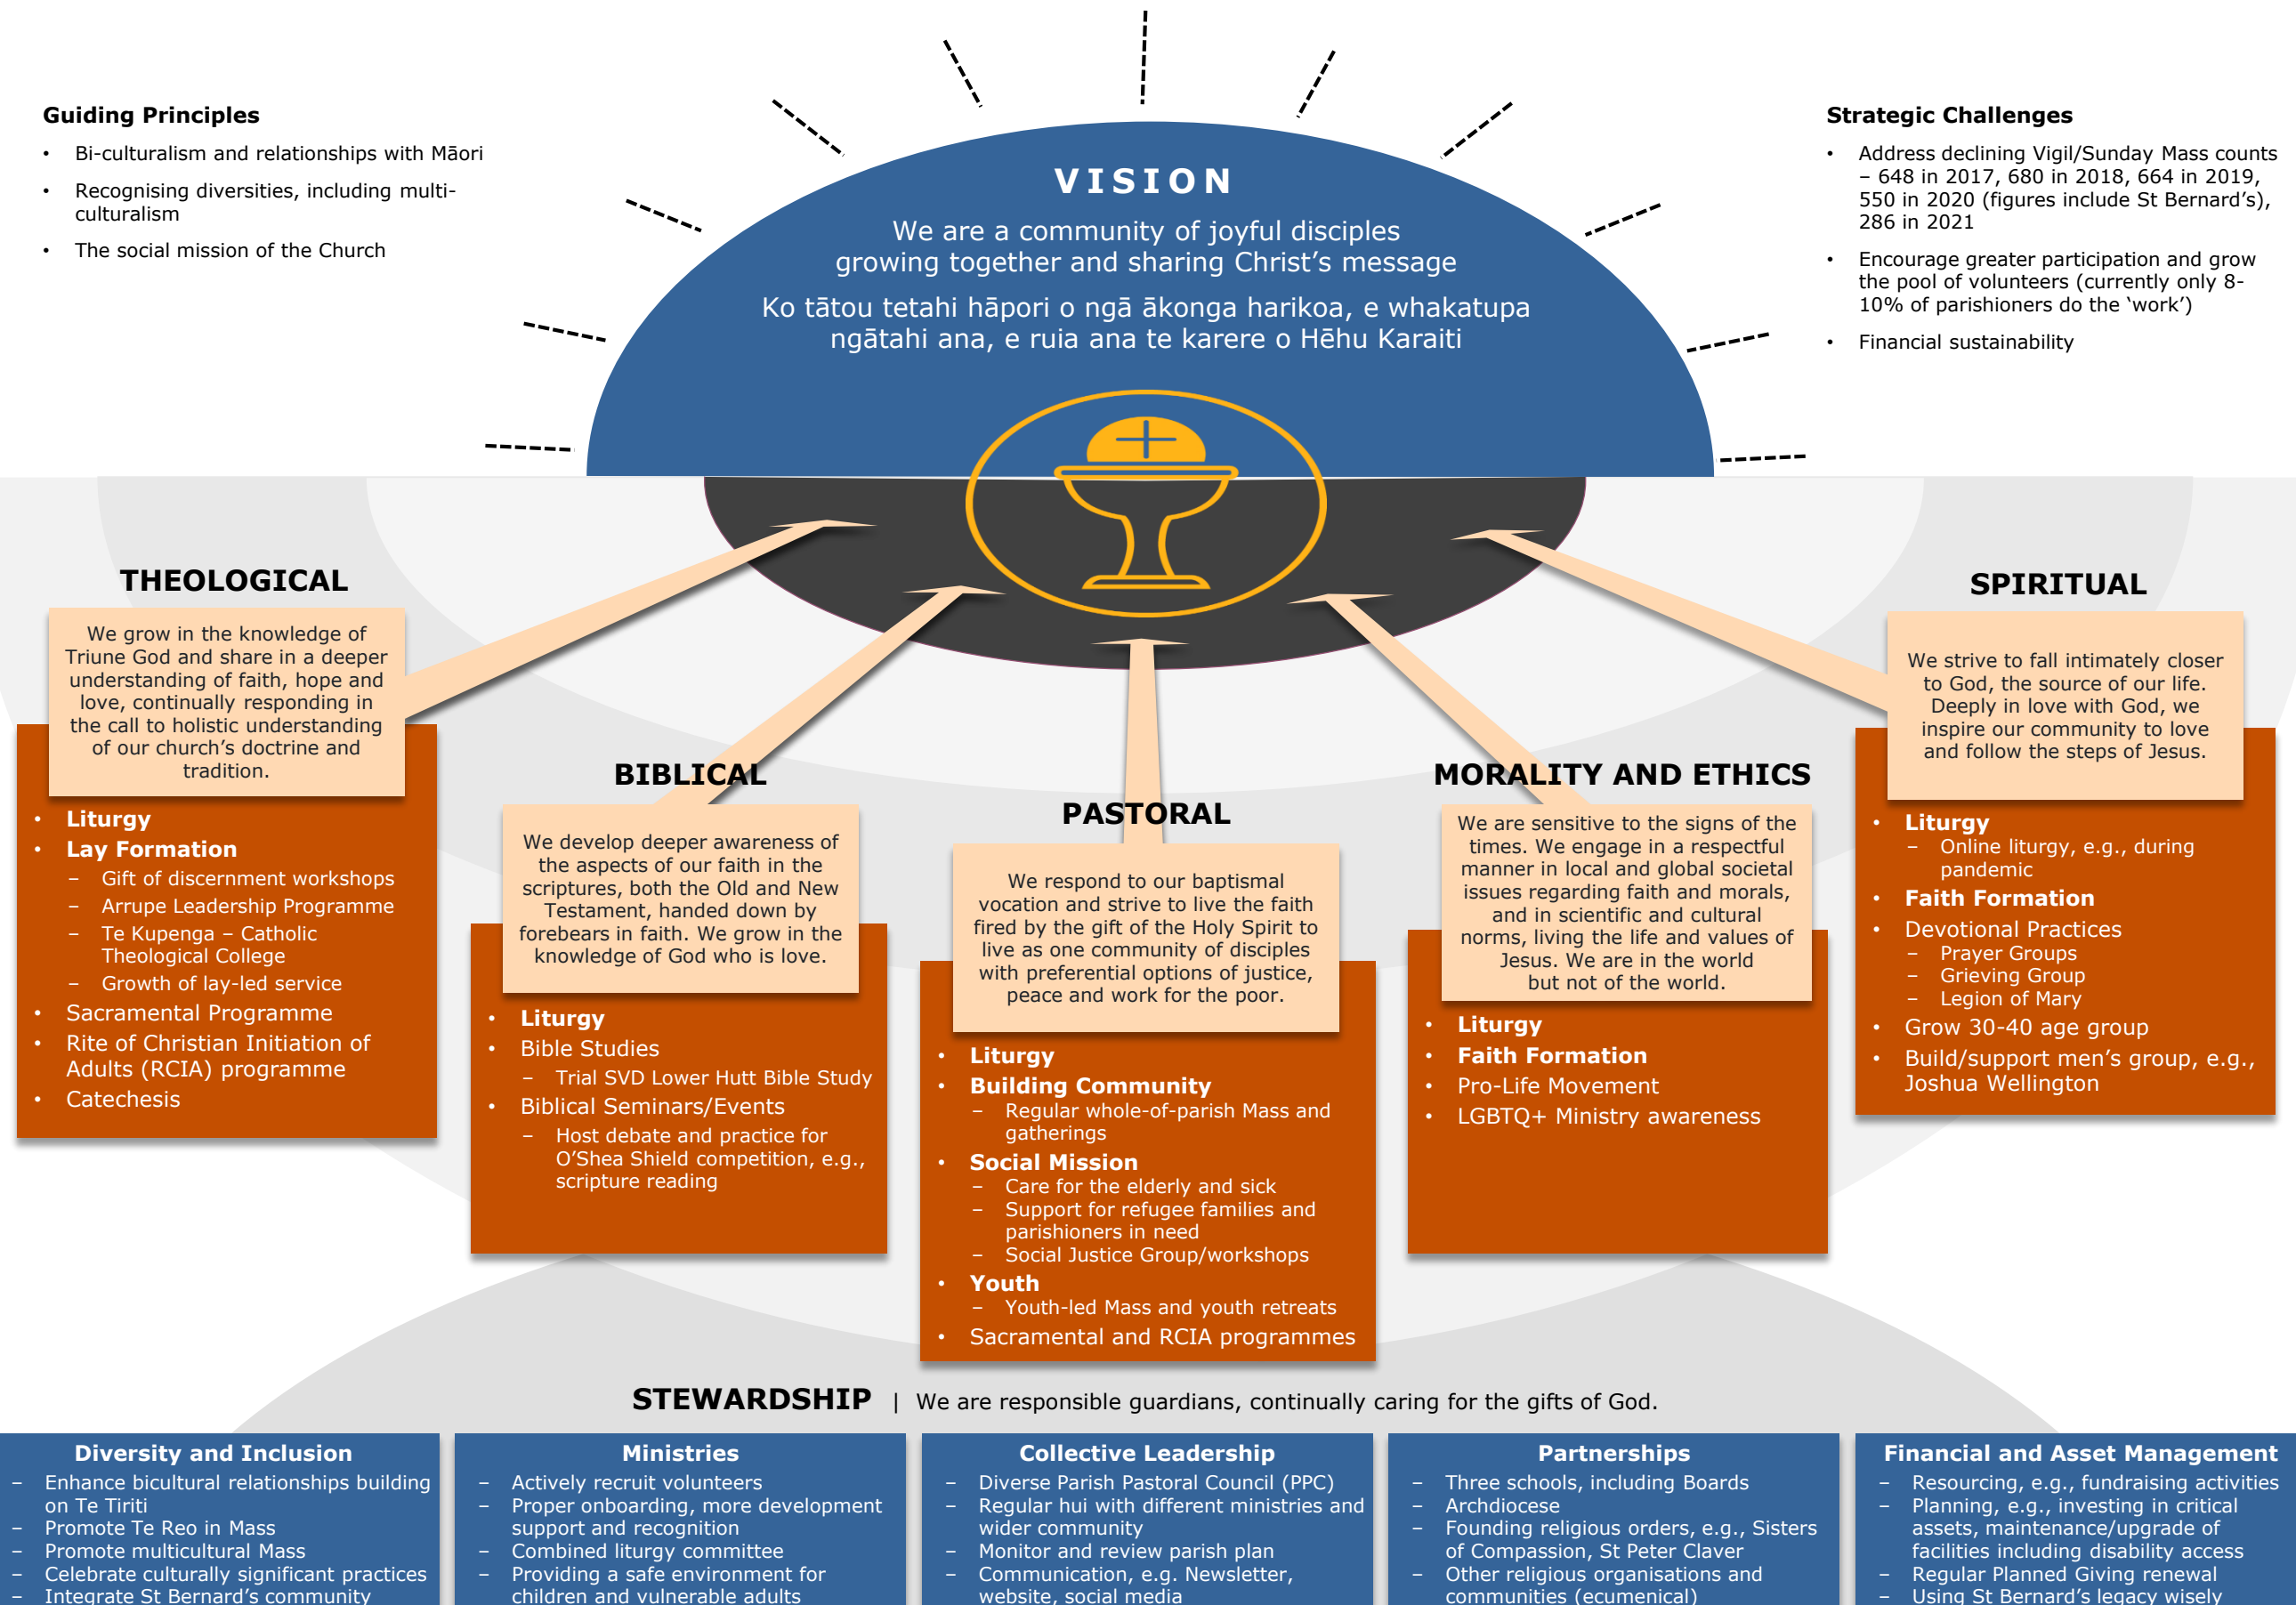 Guiding Principles
• Bi-culturalism and relationships with Māori
• Recognising diversities, including multi-
culturalism
• The social mission of the Church
VISION
We are a community of joyful disciples
growing together and sharing Christ's message
Ko tātou tetahi hāpori o ngā ākonga harikoa, e whakatupa
ngātahi ana, e ruia ana te karere o Hēhu Karaiti
Strategic Challenges
• Address declining Vigil/Sunday Mass counts
– 648 in 2017, 680 in 2018, 664 in 2019,
550 in 2020 (figures include St Bernard's),
286 in 2021
• Encourage greater participation and grow
the pool of volunteers (currently only 8-
10% of parishioners do the 'work')
• Financial sustainability
THEOLOGICAL
We grow in the knowledge of
Triune God and share in a deeper
understanding of faith, hope and
love, continually responding in
the call to holistic understanding
of our church's doctrine and
tradition.
• Liturgy
• Lay Formation
– Gift of discernment workshops
– Arrupe Leadership Programme
– Te Kupenga – Catholic
Theological College
– Growth of lay-led service
• Sacramental Programme
• Rite of Christian Initiation of
Adults (RCIA) programme
• Catechesis
BIBLICAL
We develop deeper awareness of
the aspects of our faith in the
scriptures, both the Old and New
Testament, handed down by
forebears in faith. We grow in the
knowledge of God who is love.
• Liturgy
• Bible Studies
– Trial SVD Lower Hutt Bible Study
• Biblical Seminars/Events
– Host debate and practice for
O'Shea Shield competition, e.g.,
scripture reading
PASTORAL
We respond to our baptismal
vocation and strive to live the faith
fired by the gift of the Holy Spirit to
live as one community of disciples
with preferential options of justice,
peace and work for the poor.
• Liturgy
• Building Community
– Regular whole-of-parish Mass and
gatherings
• Social Mission
– Care for the elderly and sick
– Support for refugee families and
parishioners in need
– Social Justice Group/workshops
• Youth
– Youth-led Mass and youth retreats
• Sacramental and RCIA programmes
MORALITY AND ETHICS
We are sensitive to the signs of the
times. We engage in a respectful
manner in local and global societal
issues regarding faith and morals,
and in scientific and cultural
norms, living the life and values of
Jesus. We are in the world
but not of the world.
• Liturgy
• Faith Formation
• Pro-Life Movement
• LGBTQ+ Ministry awareness
SPIRITUAL
We strive to fall intimately closer
to God, the source of our life.
Deeply in love with God, we
inspire our community to love
and follow the steps of Jesus.
• Liturgy
– Online liturgy, e.g., during
pandemic
• Faith Formation
• Devotional Practices
– Prayer Groups
– Grieving Group
– Legion of Mary
• Grow 30-40 age group
• Build/support men's group, e.g.,
Joshua Wellington
STEWARDSHIP | We are responsible guardians, continually caring for the gifts of God.
Diversity and Inclusion
– Enhance bicultural relationships building
on Te Tiriti
– Promote Te Reo in Mass
– Promote multicultural Mass
– Celebrate culturally significant practices
– Integrate St Bernard's community
Ministries
– Actively recruit volunteers
– Proper onboarding, more development
support and recognition
– Combined liturgy committee
– Providing a safe environment for
children and vulnerable adults
Collective Leadership
– Diverse Parish Pastoral Council (PPC)
– Regular hui with different ministries and
wider community
– Monitor and review parish plan
– Communication, e.g. Newsletter,
website, social media
Partnerships
– Three schools, including Boards
– Archdiocese
– Founding religious orders, e.g., Sisters
of Compassion, St Peter Claver
– Other religious organisations and
communities (ecumenical)
Financial and Asset Management
– Resourcing, e.g., fundraising activities
– Planning, e.g., investing in critical
assets, maintenance/upgrade of
facilities including disability access
– Regular Planned Giving renewal
– Using St Bernard's legacy wisely